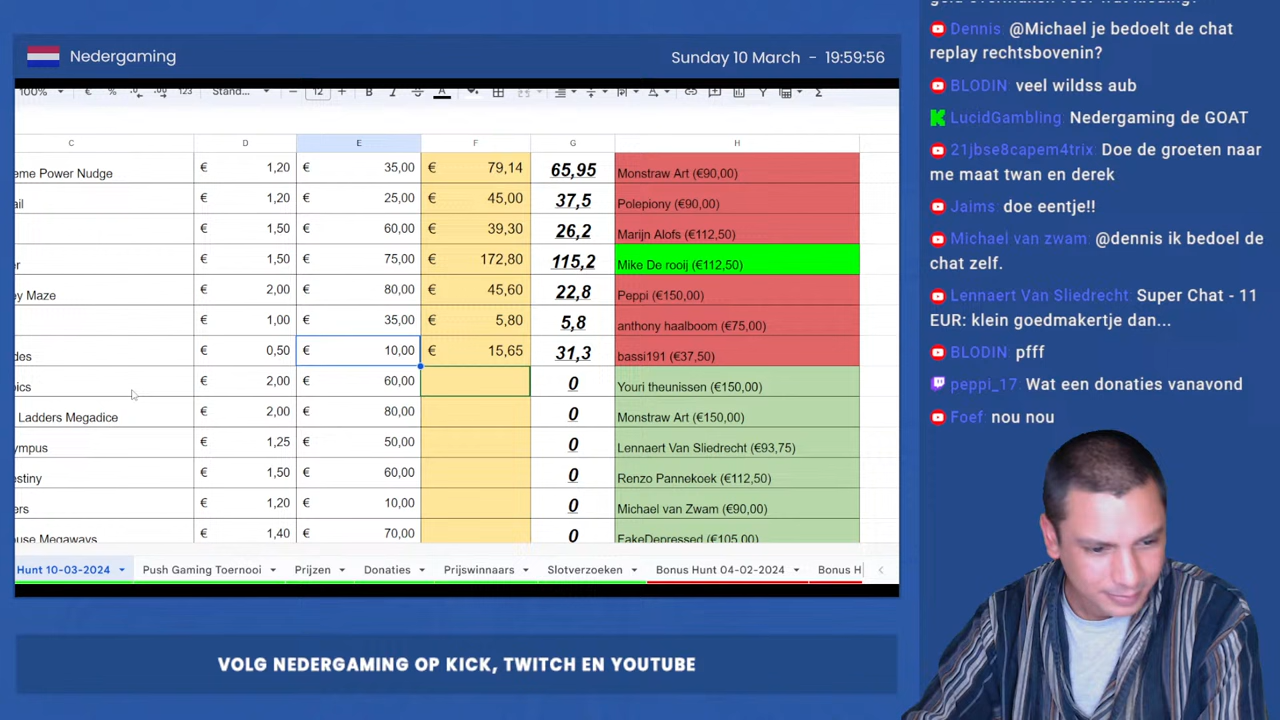 Nedergaming
Sunday 10 March - 19:59:56
100% € % .0 .00 123 Stand... 12 B I A
C D E F G H
eme Power Nudge € 1,20 € 35,00 € 79,14 65,95 Monstraw Art (€90,00)
ail € 1,20 € 25,00 € 45,00 37,5 Polepiony (€90,00)
€ 1,50 € 60,00 € 39,30 26,2 Marijn Alofs (€112,50)
er € 1,50 € 75,00 € 172,80 115,2 Mike De rooij (€112,50)
ey Maze € 2,00 € 80,00 € 45,60 22,8 Peppi (€150,00)
€ 1,00 € 35,00 € 5,80 5,8 anthony haalboom (€75,00)
des € 0,50 € 10,00 € 15,65 31,3 bassi191 (€37,50)
pics € 2,00 € 60,00 0 Youri theunissen (€150,00)
Ladders Megadice € 2,00 € 80,00 0 Monstraw Art (€150,00)
ympus € 1,25 € 50,00 0 Lennaert Van Sliedrecht (€93,75)
estiny € 1,50 € 60,00 0 Renzo Pannekoek (€112,50)
ers € 1,20 € 10,00 0 Michael van Zwam (€90,00)
ouse Megaways € 1,40 € 70,00 0 FakeDepressed (€105,00)
Hunt 10-03-2024 Push Gaming Toernooi Prijzen Donaties Prijswinnaars Slotverzoeken Bonus Hunt 04-02-2024 Bonus H
VOLG NEDERGAMING OP KICK, TWITCH EN YOUTUBE
Dennis: @Michael je bedoelt de chat
replay rechtsbovenin?
BLODIN: veel wildss aub
LucidGambling: Nedergaming de GOAT
21jbse8capem4trix: Doe de groeten naar
me maat twan en derek
Jaims: doe eentje!!
Michael van zwam: @dennis ik bedoel de
chat zelf.
Lennaert Van Sliedrecht: Super Chat - 11
EUR: klein goedmakertje dan...
BLODIN: pfff
peppi_17: Wat een donaties vanavond
Foef: nou nou